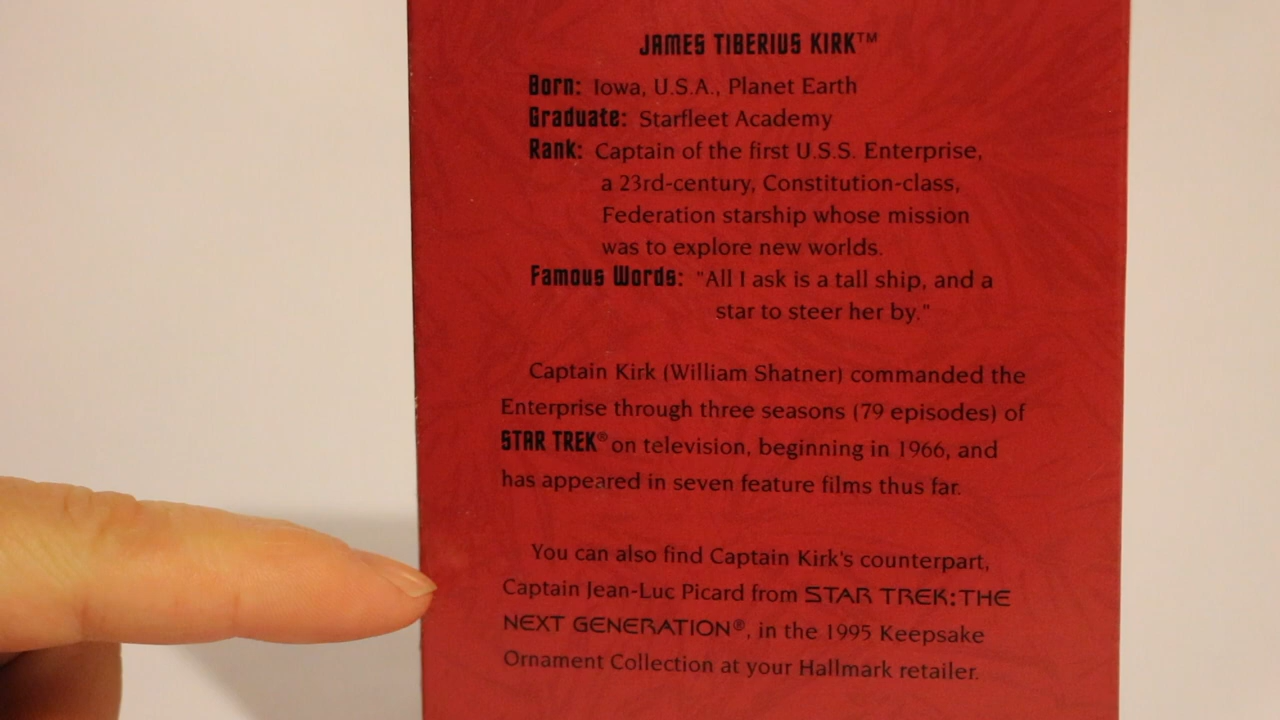 JAMES TIBERIUS KIRK™
Born: Iowa, U.S.A., Planet Earth
Graduate: Starfleet Academy
Rank: Captain of the first U.S.S. Enterprise,
a 23rd-century, Constitution-class,
Federation starship whose mission
was to explore new worlds.
Famous Words: "All I ask is a tall ship, and a
star to steer her by."
Captain Kirk (William Shatner) commanded the
Enterprise through three seasons (79 episodes) of
STAR TREK® on television, beginning in 1966, and
has appeared in seven feature films thus far.
You can also find Captain Kirk's counterpart,
Captain Jean-Luc Picard from STAR TREK: THE
NEXT GENERATION®, in the 1995 Keepsake
Ornament Collection at your Hallmark retailer.